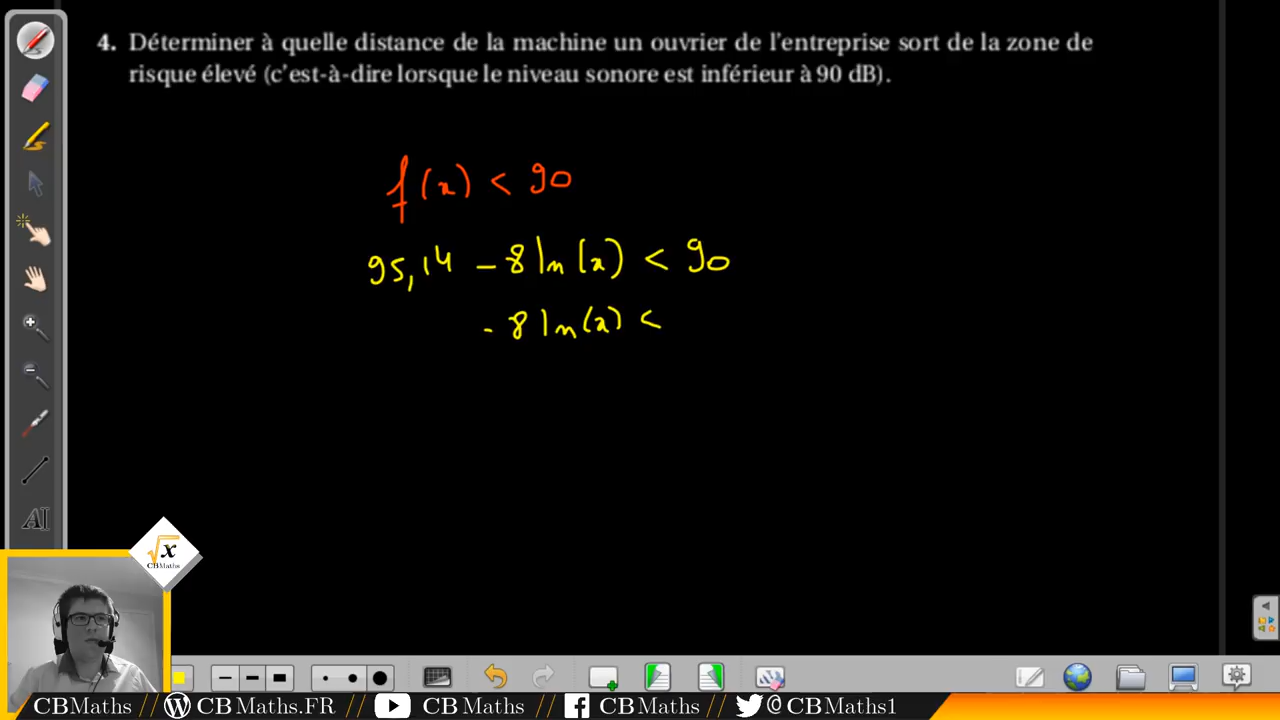 4. Déterminer à quelle distance de la machine un ouvrier de l'entreprise sort de la zone de
risque élevé (c'est-à-dire lorsque le niveau sonore est inférieur à 90 dB).
f(x) < 90
95,14 - 8 ln(x) < 90
- 8 ln(x) <
AI
√x
CBMaths
CBMaths // CBMaths.FR // CBMaths // CBMaths // @CBMaths1